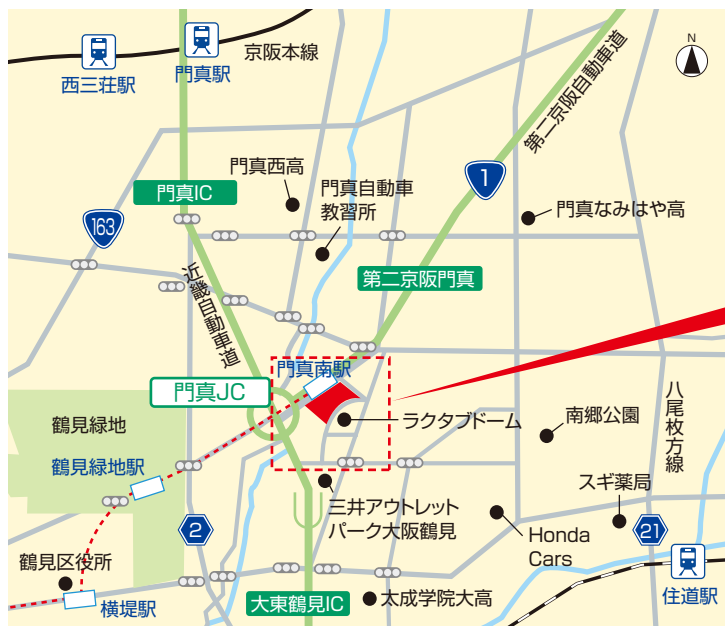 京阪本線
N
西三荘駅
門真駅
第二京阪自動車道
門真西高
門真IC
門真自動車
教習所
1
門真なみはや高
163
近畿自動車道
第二京阪門真
門真南駅
門真JC
鶴見緑地
ラクタブドーム
南郷公園
八尾枚方線
鶴見緑地駅
三井アウトレット
パーク大阪鶴見
スギ薬局
2
Honda
Cars
21
鶴見区役所
横堤駅
大東鶴見IC
太成学院大高
住道駅